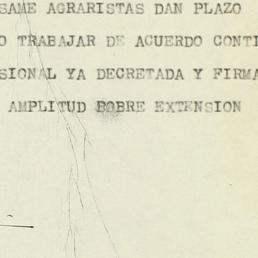 SAME AGRARISTAS DAN PLAZO
O TRABAJAR DE ACUERDO CONTI
SIONAL YA DECRETADA Y FIRMA
AMPLITUD SOBRE EXTENSION